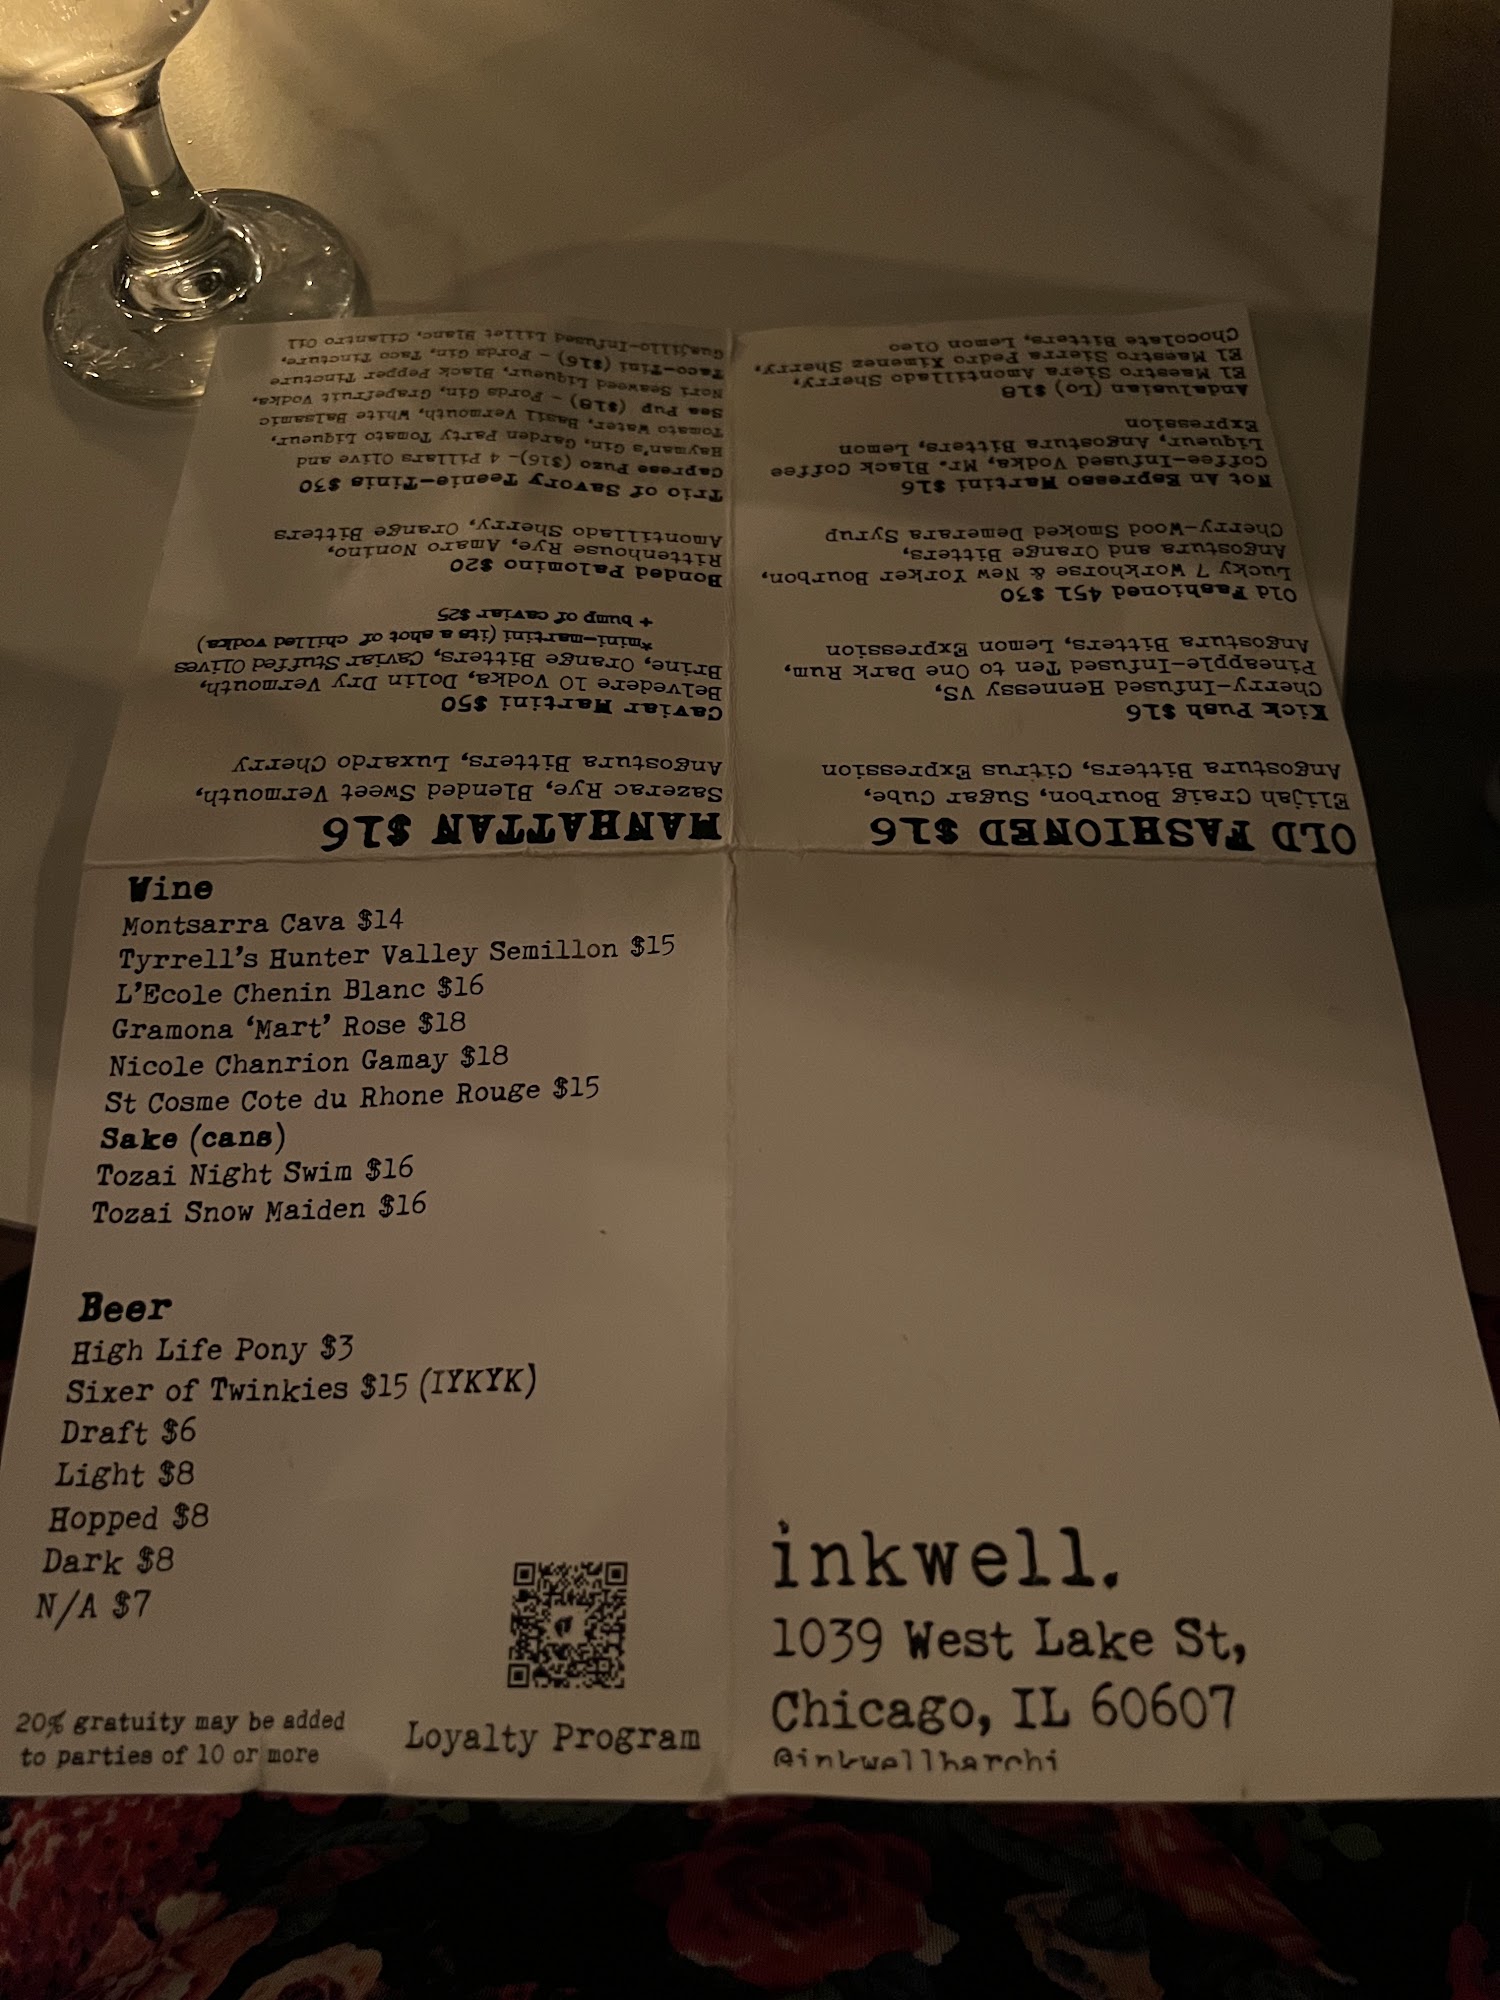 Wine
Montsarra Cava $14
Tyrrell's Hunter Valley Semillon $15
L'Ecole Chenin Blanc $16
Gramona 'Mart' Rose $18
Nicole Chanrion Gamay $18
St Cosme Cote du Rhone Rouge $15
Sake (cans)
Tozai Night Swim $16
Tozai Snow Maiden $16
Beer
High Life Pony $3
Sixer of Twinkies $15 (IYKYK)
Draft $6
Light $8
Hopped $8
Dark $8
N/A $7
20% gratuity may be added
to parties of 10 or more
Loyalty Program
inkwell.
1039 West Lake St,
Chicago, IL 60607
@inkwellbarchi
OLD FASHIONED $16
Elijah Craig Bourbon, Sugar Cube,
Angostura Bitters, Citrus Expression
Kick Push $16
Cherry-Infused Hennessy VS,
Pineapple-Infused Ten to One Dark Rum,
Angostura Bitters, Lemon Expression
Old Fashioned 451 $30
Lucky 7 Workhorse & New Yorker Bourbon,
Angostura and Orange Bitters,
Cherry-Wood Smoked Demerara Syrup
Not An Espresso Martini $16
Coffee-Infused Vodka, Mr. Black Coffee
Liqueur, Angostura Bitters, Lemon
Expression
Andalusian (Lo) $18
El Maestro Siera Amontillado Sherry,
El Maestro Sierra Pedro Ximenez Sherry,
Chocolate Bitters, Lemon Oleo
MANHATTAN $16
Sazerac Rye, Blended Sweet Vermouth,
Angostura Bitters, Luxardo Cherry
Caviar Martini $50
Belvedere 10 Vodka, Dolin Dry Vermouth,
Brine, Orange Bitters, Caviar Stuffed Olives
*mini-martini (its a shot of chilled vodka)
+ bump of caviar $25
Bonded Palomino $20
Rittenhouse Rye, Amaro Nonino,
Amontillado Sherry, Orange Bitters
Trio of Savory Teenie-Tinis $30
Caprese Puzo ($16)- 4 Pillars Olive and
Hayman's Gin, Garden Party Tomato Liqueur,
Tomato Water, Basil Vermouth, White Balsamic
Sea Pup ($18) - Fords Gin, Grapefruit Vodka,
Nori Seaweed Liqueur, Black Pepper Tincture
Taco-Tini ($16) - Fords Gin, Taco Tincture,
Guajillo-Infused Lillet Blanc, Cilantro Oil